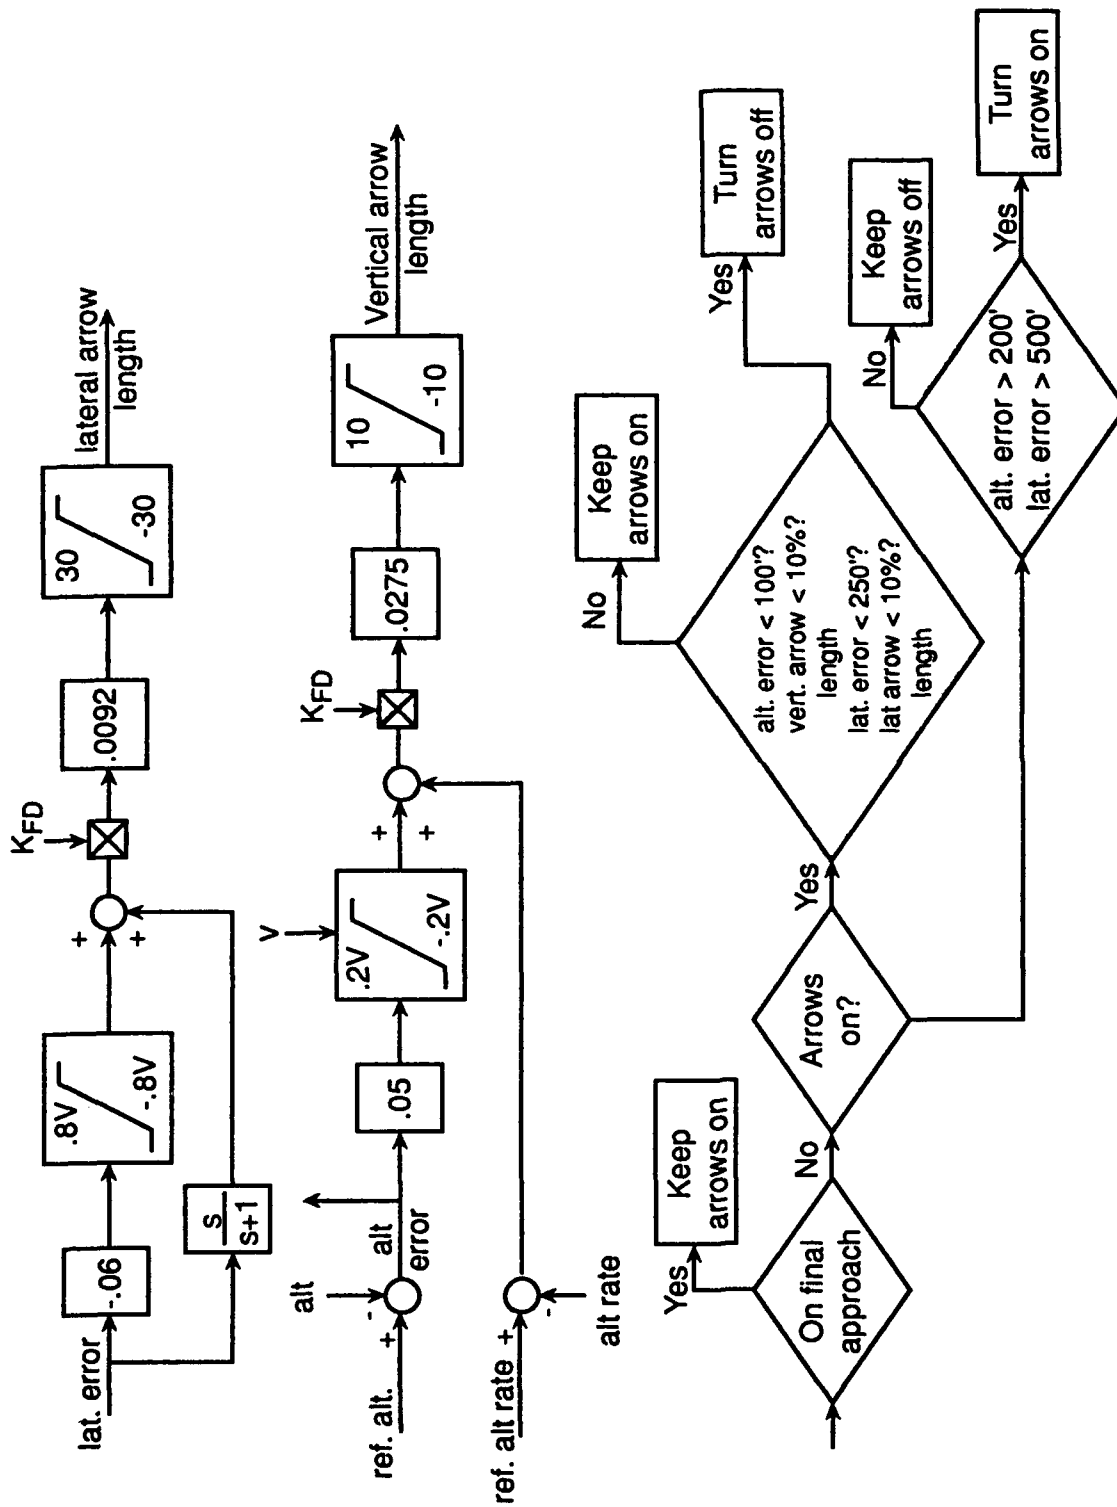 lat. error
-.06
s
s+1
.8V
-.8V
+
+
KFD
.0092
30
-30
lateral arrow
length
ref. alt.
+
-
alt
alt
error
.05
V
.2V
-.2V
+
+
KFD
.0275
10
-10
Vertical arrow
length
ref. alt rate
+
-
alt rate
On final
approach
Yes
Keep
arrows on
No
Arrows
on?
Yes
alt. error < 100'?
vert. arrow < 10%?
length
lat. error < 250'?
lat arrow < 10%?
length
No
Keep
arrows on
Yes
Turn
arrows off
alt. error > 200'
lat. error > 500'
No
Keep
arrows off
Yes
Turn
arrows on